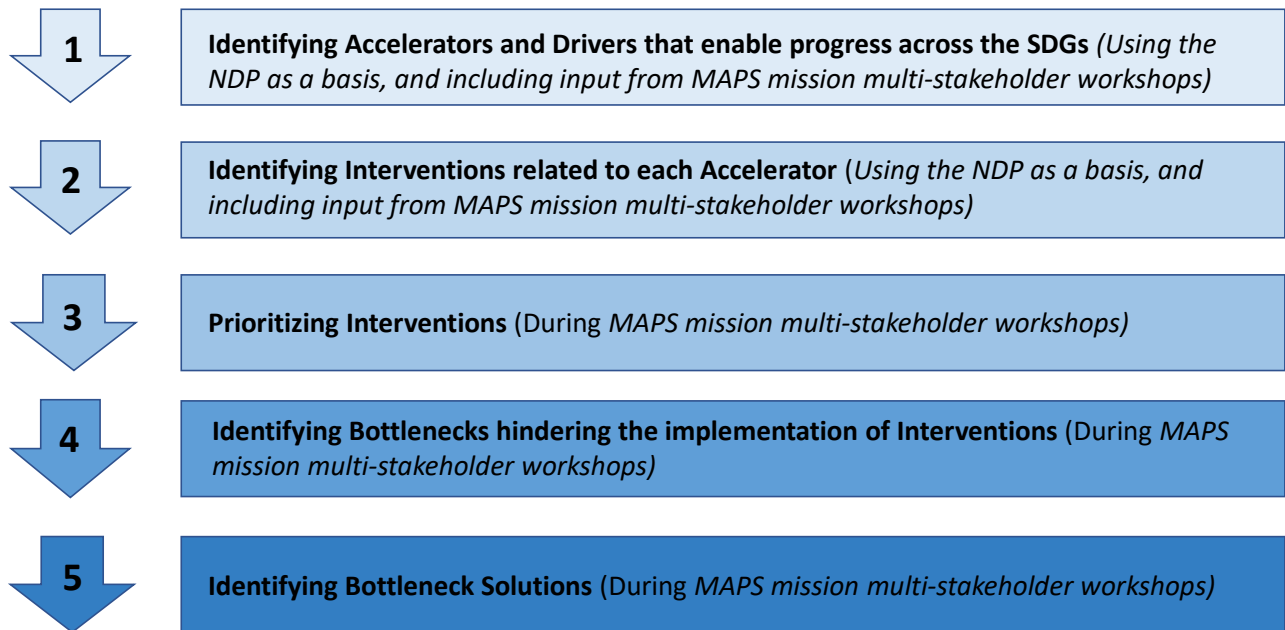 1
Identifying Accelerators and Drivers that enable progress across the SDGs (Using the
NDP as a basis, and including input from MAPS mission multi-stakeholder workshops)
2
Identifying Interventions related to each Accelerator (Using the NDP as a basis, and
including input from MAPS mission multi-stakeholder workshops)
3
Prioritizing Interventions (During MAPS mission multi-stakeholder workshops)
4
Identifying Bottlenecks hindering the implementation of Interventions (During MAPS
mission multi-stakeholder workshops)
5
Identifying Bottleneck Solutions (During MAPS mission multi-stakeholder workshops)